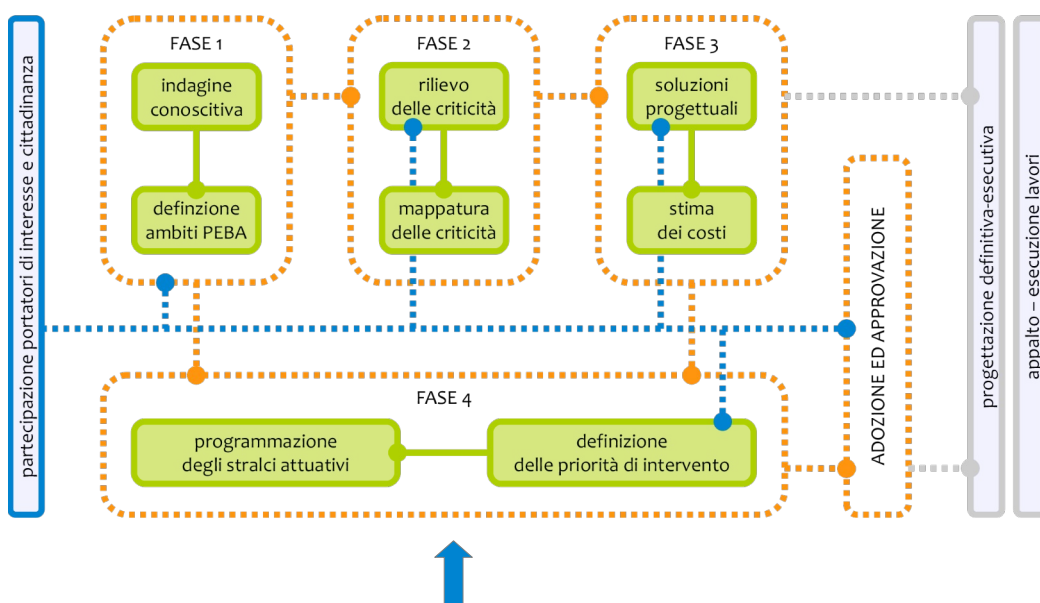 partecipazione portatori di interesse e cittadinanza
FASE 1
indagine
conoscitiva
definzione
ambiti PEBA
FASE 2
rilievo
delle criticità
mappatura
delle criticità
FASE 3
soluzioni
progettuali
stima
dei costi
FASE 4
programmazione
degli stralci attuativi
definizione
delle priorità di intervento
ADOZIONE ED APPROVAZIONE
progettazione definitiva-esecutiva
appalto – esecuzione lavori